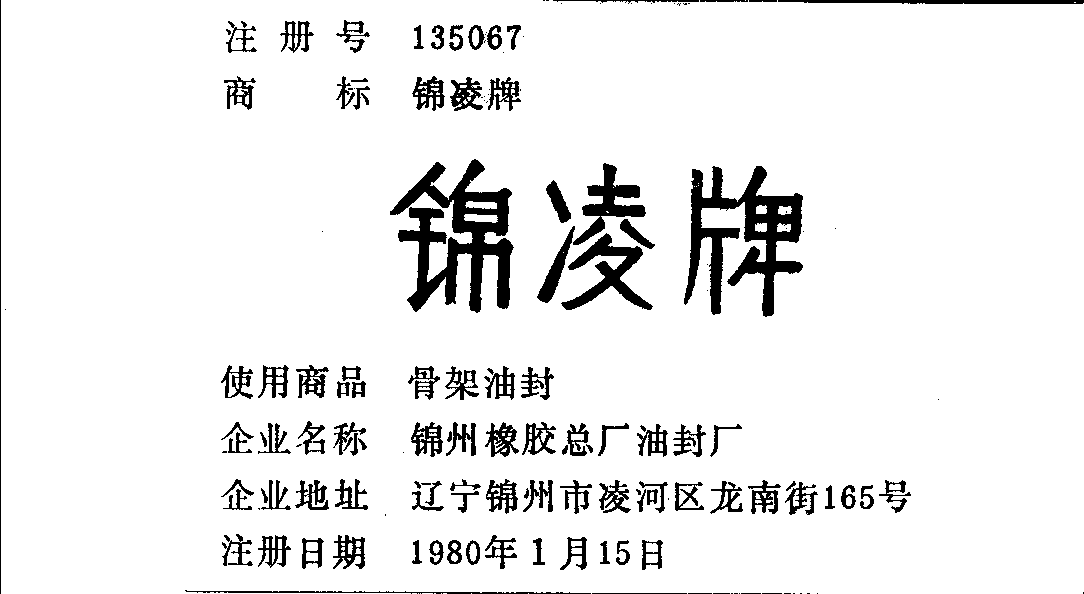 注册号 135067
商标 锦凌牌
锦凌牌
使用商品 骨架油封
企业名称 锦州橡胶总厂油封厂
企业地址 辽宁锦州市凌河区龙南街165号
注册日期 1980年1月15日